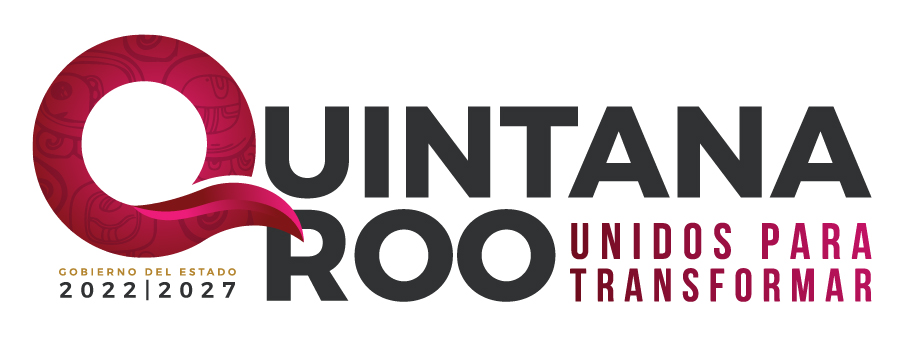 QUINTANA
ROO
UNIDOS PARA
TRANSFORMAR
GOBIERNO DEL ESTADO
2022|2027